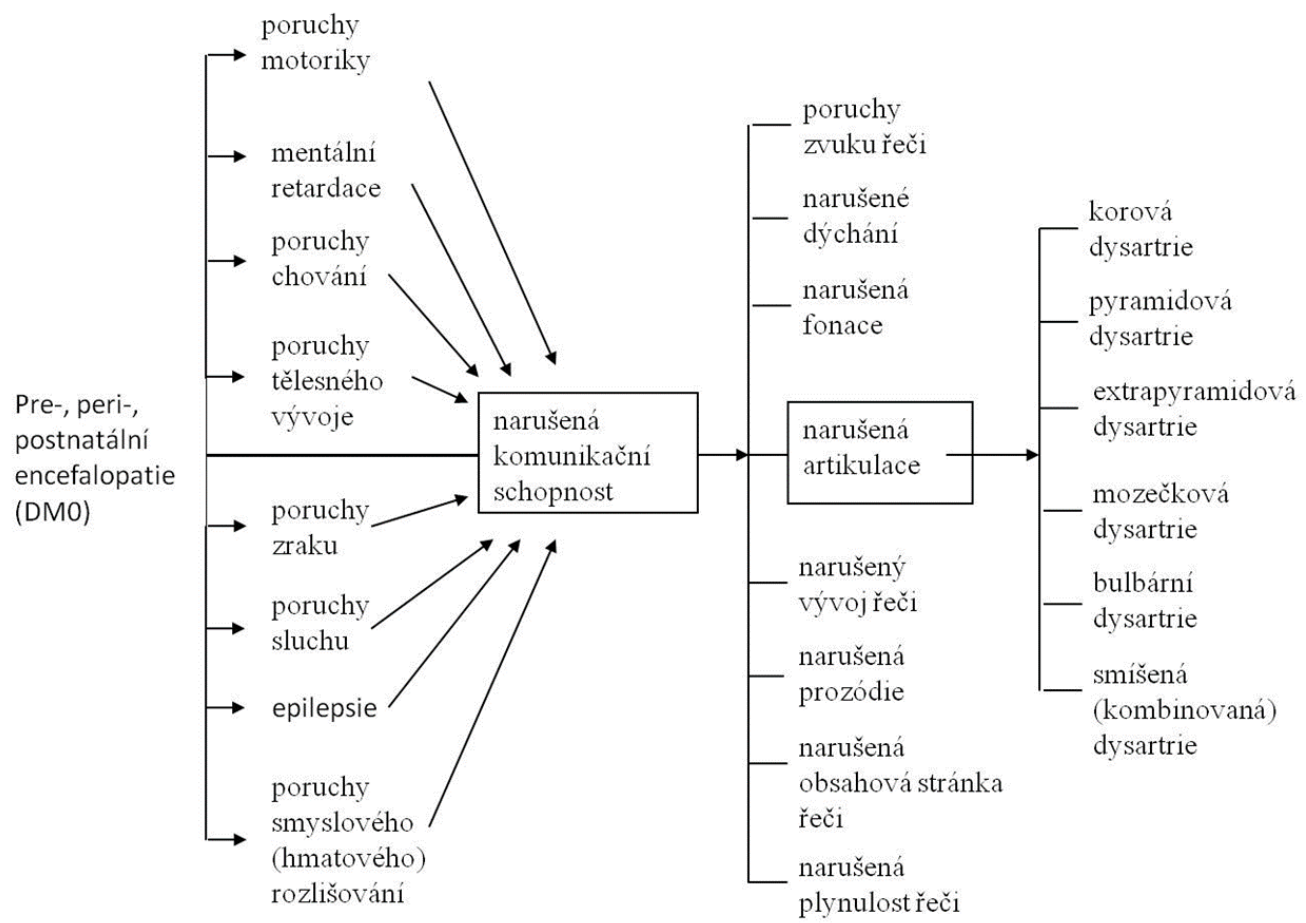 Pre-, peri-,
postnatální
encefalopatie
(DM0)
poruchy
motoriky
mentální
retardace
poruchy
chování
poruchy
tělesného
vývoje
poruchy
zraku
poruchy
sluchu
epilepsie
poruchy
smyslového
(hmatového)
rozlišování
narušená
komunikační
schopnost
poruchy
zvuku řeči
narušené
dýchání
narušená
fonace
narušená
artikulace
narušený
vývoj řeči
narušená
prozódie
narušená
obsahová stránka
řeči
narušená
plynulost řeči
korová
dysartrie
pyramidová
dysartrie
extrapyramidová
dysartrie
mozečková
dysartrie
bulbární
dysartrie
smíšená
(kombinovaná)
dysartrie